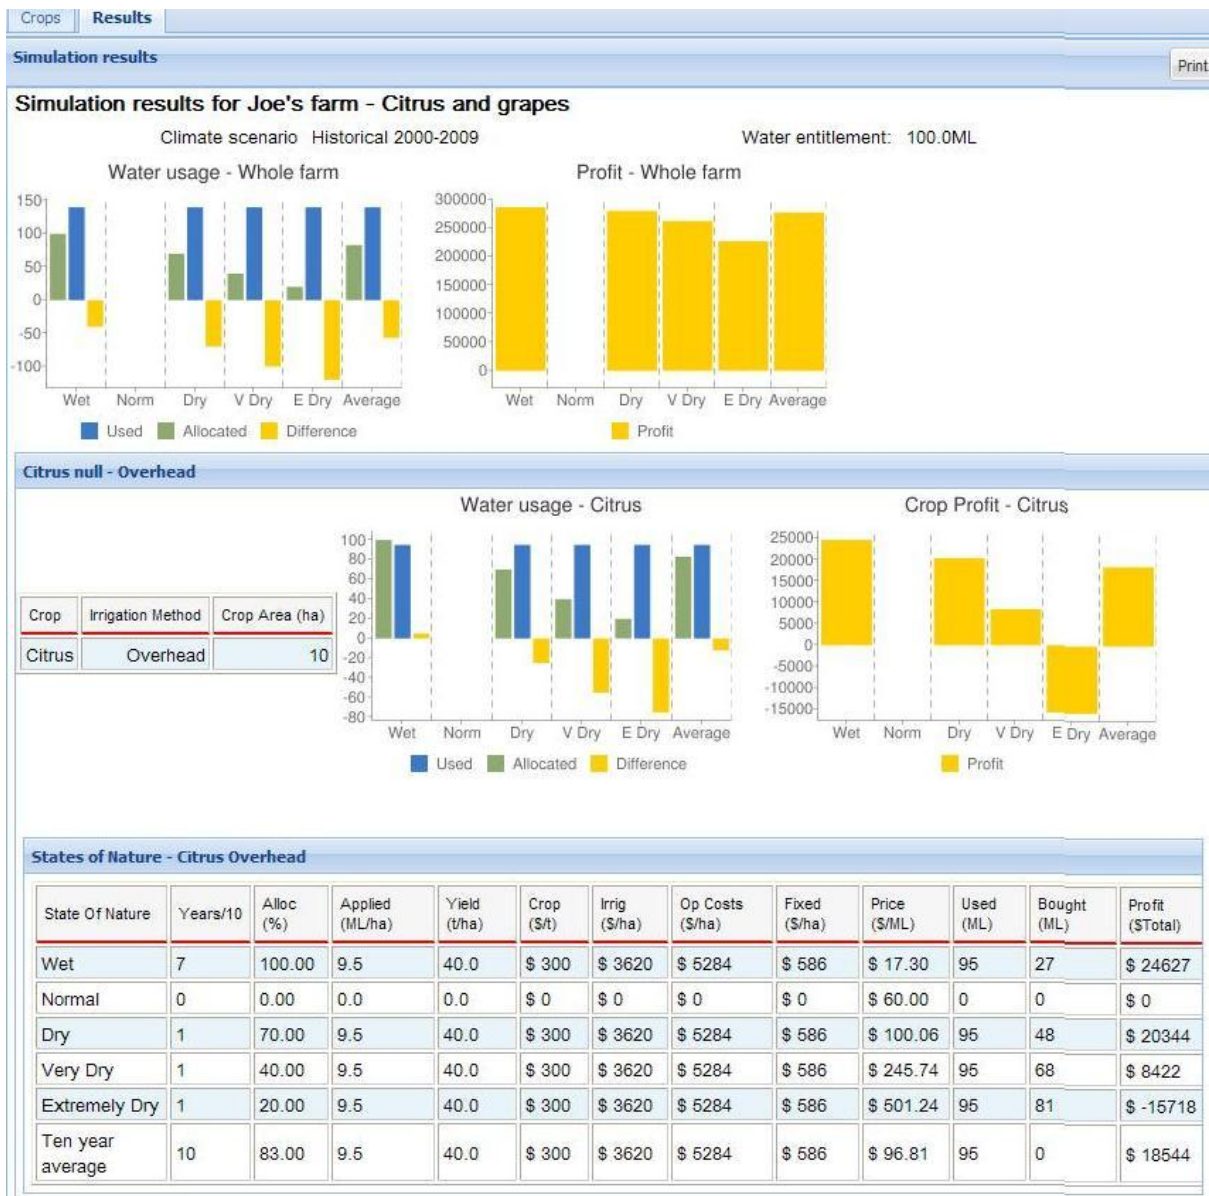 Crops Results
Simulation results
Print
Simulation results for Joe's farm - Citrus and grapes
Climate scenario Historical 2000-2009 Water entitlement: 100.0ML
Water usage - Whole farm
150
100
50
0
-50
-100
Wet Norm Dry V Dry E Dry Average
Used Allocated Difference
Profit - Whole farm
300000
250000
200000
150000
100000
50000
0
Wet Norm Dry V Dry E Dry Average
Profit
Citrus null - Overhead
Crop Irrigation Method Crop Area (ha)
Citrus Overhead 10
Water usage - Citrus
100
80
60
40
20
0
-20
-40
-60
-80
Wet Norm Dry V Dry E Dry Average
Used Allocated Difference
Crop Profit - Citrus
25000
20000
15000
10000
5000
0
-5000
-10000
-15000
Wet Norm Dry V Dry E Dry Average
Profit
States of Nature - Citrus Overhead
State Of Nature Years/10 Alloc (%) Applied (ML/ha) Yield (t/ha) Crop ($/t) Irrig ($/ha) Op Costs ($/ha) Fixed ($/ha) Price ($/ML) Used (ML) Bought (ML) Profit ($Total)
Wet 7 100.00 9.5 40.0 $ 300 $ 3620 $ 5284 $ 586 $ 17.30 95 27 $ 24627
Normal 0 0.00 0.0 0.0 $ 0 $ 0 $ 0 $ 0 $ 60.00 0 0 $ 0
Dry 1 70.00 9.5 40.0 $ 300 $ 3620 $ 5284 $ 586 $ 100.06 95 48 $ 20344
Very Dry 1 40.00 9.5 40.0 $ 300 $ 3620 $ 5284 $ 586 $ 245.74 95 68 $ 8422
Extremely Dry 1 20.00 9.5 40.0 $ 300 $ 3620 $ 5284 $ 586 $ 501.24 95 81 $ -15718
Ten year average 10 83.00 9.5 40.0 $ 300 $ 3620 $ 5284 $ 586 $ 96.81 95 0 $ 18544